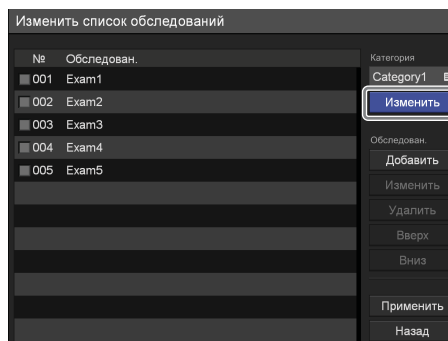 Изменить список обследований
№ Обследован.
001 Exam1
002 Exam2
003 Exam3
004 Exam4
005 Exam5
Категория
Category1
Изменить
Обследован.
Добавить
Изменить
Удалить
Вверх
Вниз
Применить
Назад